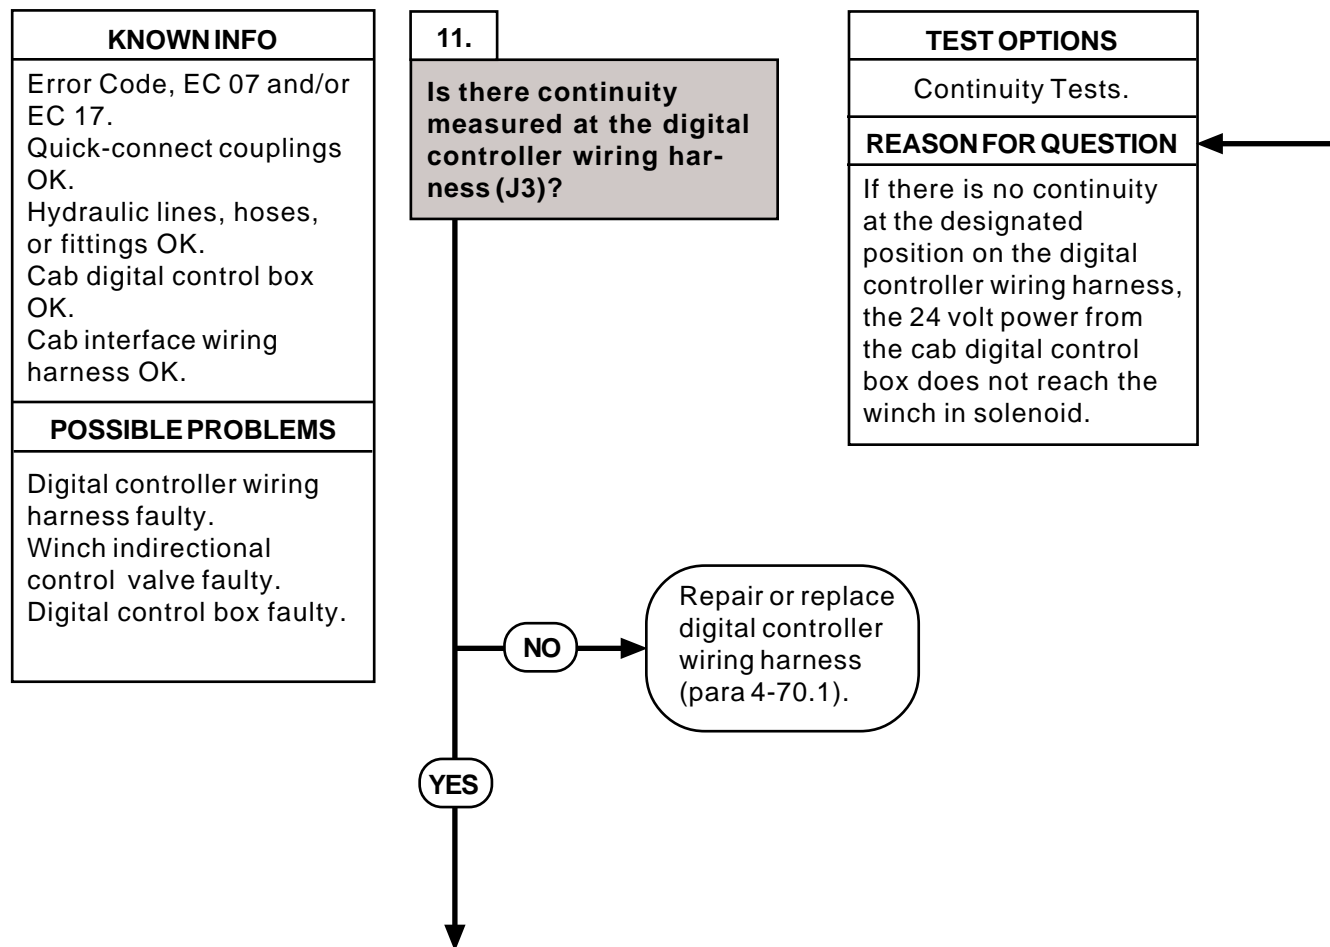 KNOWN INFO
Error Code, EC 07 and/or
EC 17.
Quick-connect couplings
OK.
Hydraulic lines, hoses,
or fittings OK.
Cab digital control box
OK.
Cab interface wiring
harness OK.
POSSIBLE PROBLEMS
Digital controller wiring
harness faulty.
Winch indirectional
control valve faulty.
Digital control box faulty.
11.
Is there continuity
measured at the digital
controller wiring har-
ness (J3)?
TEST OPTIONS
Continuity Tests.
REASON FOR QUESTION
If there is no continuity
at the designated
position on the digital
controller wiring harness,
the 24 volt power from
the cab digital control
box does not reach the
winch in solenoid.
NO
Repair or replace
digital controller
wiring harness
(para 4-70.1).
YES